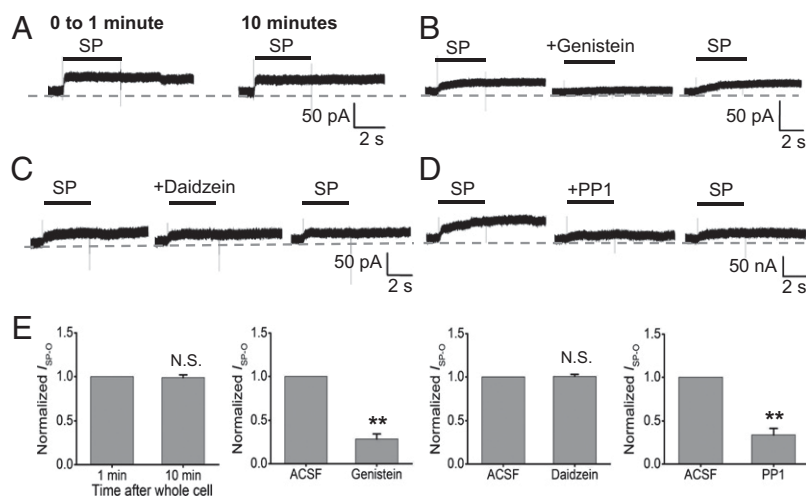 A
0 to 1 minute
SP
10 minutes
SP
50 pA
2 s
B
SP
+Genistein
SP
50 pA
2 s
C
SP
+Daidzein
SP
50 pA
2 s
D
SP
+PP1
SP
50 nA
2 s
E
Normalized I_SP-O
1.5
1.0
0.5
0.0
N.S.
1 min
10 min
Time after whole cell
Normalized I_SP-O
1.5
1.0
0.5
0.0
**
ACSF
Genistein
Normalized I_SP-O
1.5
1.0
0.5
0.0
N.S.
ACSF
Daidzein
Normalized I_SP-O
1.5
1.0
0.5
0.0
**
ACSF
PP1